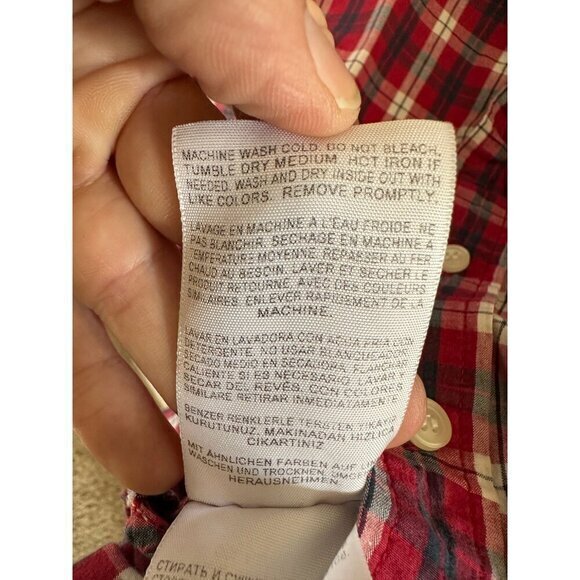 MACHINE WASH COLD. DO NOT BLEACH,
TUMBLE DRY MEDIUM. HOT IRON IF
NEEDED. WASH AND DRY INSIDE OUT WITH
LIKE COLORS. REMOVE PROMPTLY.
LAVAGE EN MACHINE A L'EAU FROIDE. NE
PAS BLANCHIR. SECHAGE EN MACHINE A
TEMPERATURE MOYENNE. REPASSER AU FER
CHAUD AU BESOIN. LAVER ET SECHER LE
PRODUIT RETOURNE, AVEC DES COULEURS
SIMILAIRES. ENLEVER RAPIDEMENT DE LA
MACHINE.
LAVAR EN LAVADORA CON AGUA FRIA CON
DETERGENTE, NO USAR BLANQUEADOR
SECADO MEDIO EN SECADORA, PLANCHA
CALIENTE SI ES NECESARIO. LAVAR Y
SECAR DEL REVÉS, CON COLORES
SIMILARE RETIRAR INMEDIATAMENTE
BENZER RENKLERLE TERSTEN YIKAYIP
KURUTUNUZ. MAKINADAN HIZLICA
CIKARTINIZ
MIT ÄHNLICHEN FARBEN AUF
WASCHEN UND TROCKNEN.
HERAUSNEHMEN.
СТИРАТЬ И